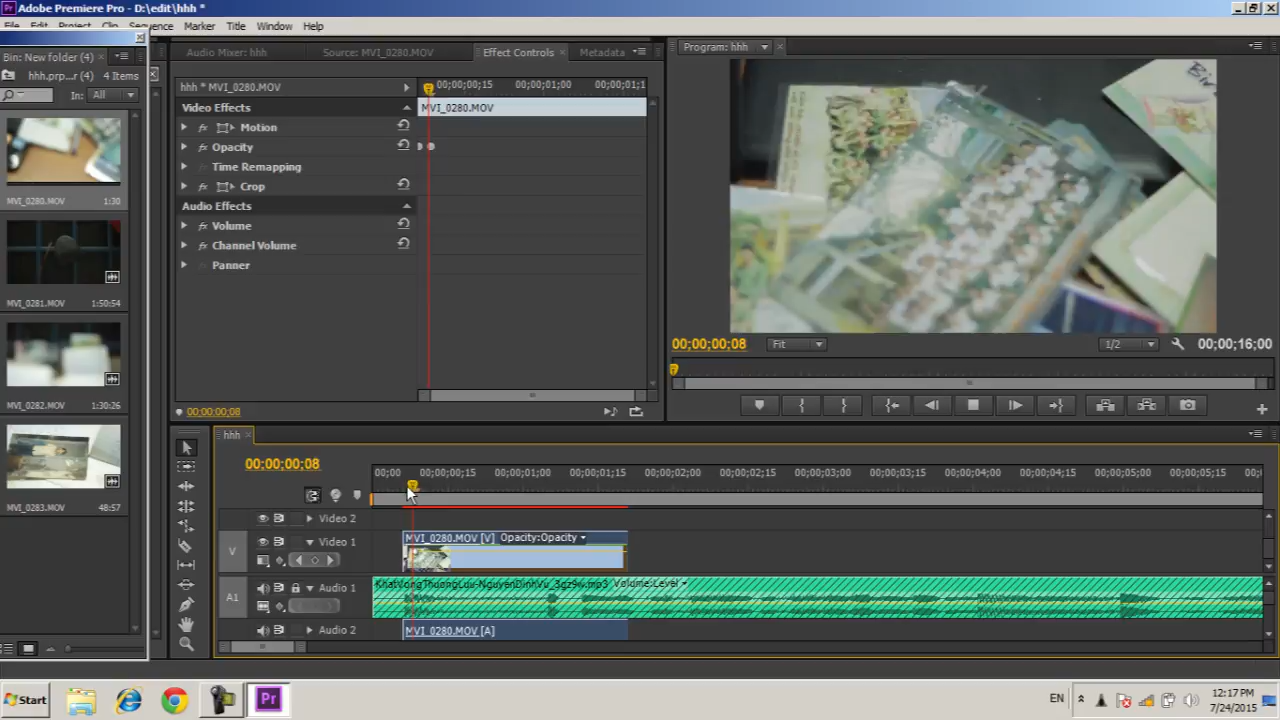 Adobe Premiere Pro - D:\edit\hhh *
File Edit Project Clip Sequence Marker Title Window Help
Bin: New folder (4)
hhh.prp...r (4) 4 Items
In: All
MVI_0280.MOV 1:30
MVI_0281.MOV 1:50:54
MVI_0282.MOV 1:30:26
MVI_0283.MOV 48:57
Audio Mixer: hhh Source: MVI_0280.MOV Effect Controls Metadata
hhh * MVI_0280.MOV
00;00;00;15 00;00;01;00 00;00;01;1
Video Effects
MVI_0280.MOV
fx Motion
fx Opacity
Time Remapping
fx Crop
Audio Effects
fx Volume
fx Channel Volume
Panner
00:00:00:08
Program: hhh
00;00;00;08 Fit 1/2 00;00;16;00
hhh
00:00:00:08
00;00 00;00;00;15 00;00;01;00 00;00;01;15 00;00;02;00 00;00;02;15 00;00;03;00 00;00;03;15 00;00;04;00 00;00;04;15 00;00;05;00 00;00;05;15 00;0
Video 2
V Video 1
MVI_0280.MOV [V] Opacity:Opacity
A1 Audio 1
KhatVongThuongLuu-NguyenDinhVu_3gz9w.mp3 Volume:Level
Audio 2
MVI_0280.MOV [A]
Start
Pr
EN
12:17 PM
7/24/2015